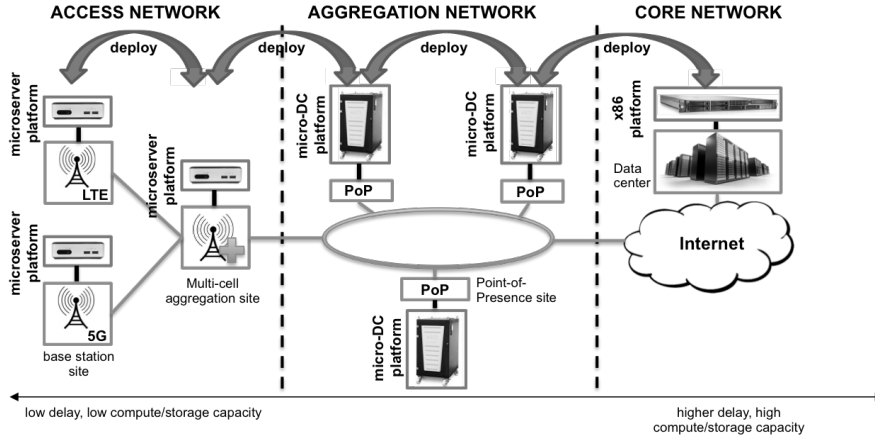 ACCESS NETWORK
AGGREGATION NETWORK
CORE NETWORK
deploy
deploy
deploy
deploy
microserver
platform
LTE
microserver
platform
microserver
platform
5G
base station
site
Multi-cell
aggregation site
micro-DC
platform
PoP
micro-DC
platform
PoP
PoP
Point-of-
Presence site
micro-DC
platform
x86
platform
Data
center
Internet
low delay, low compute/storage capacity
higher delay, high
compute/storage capacity